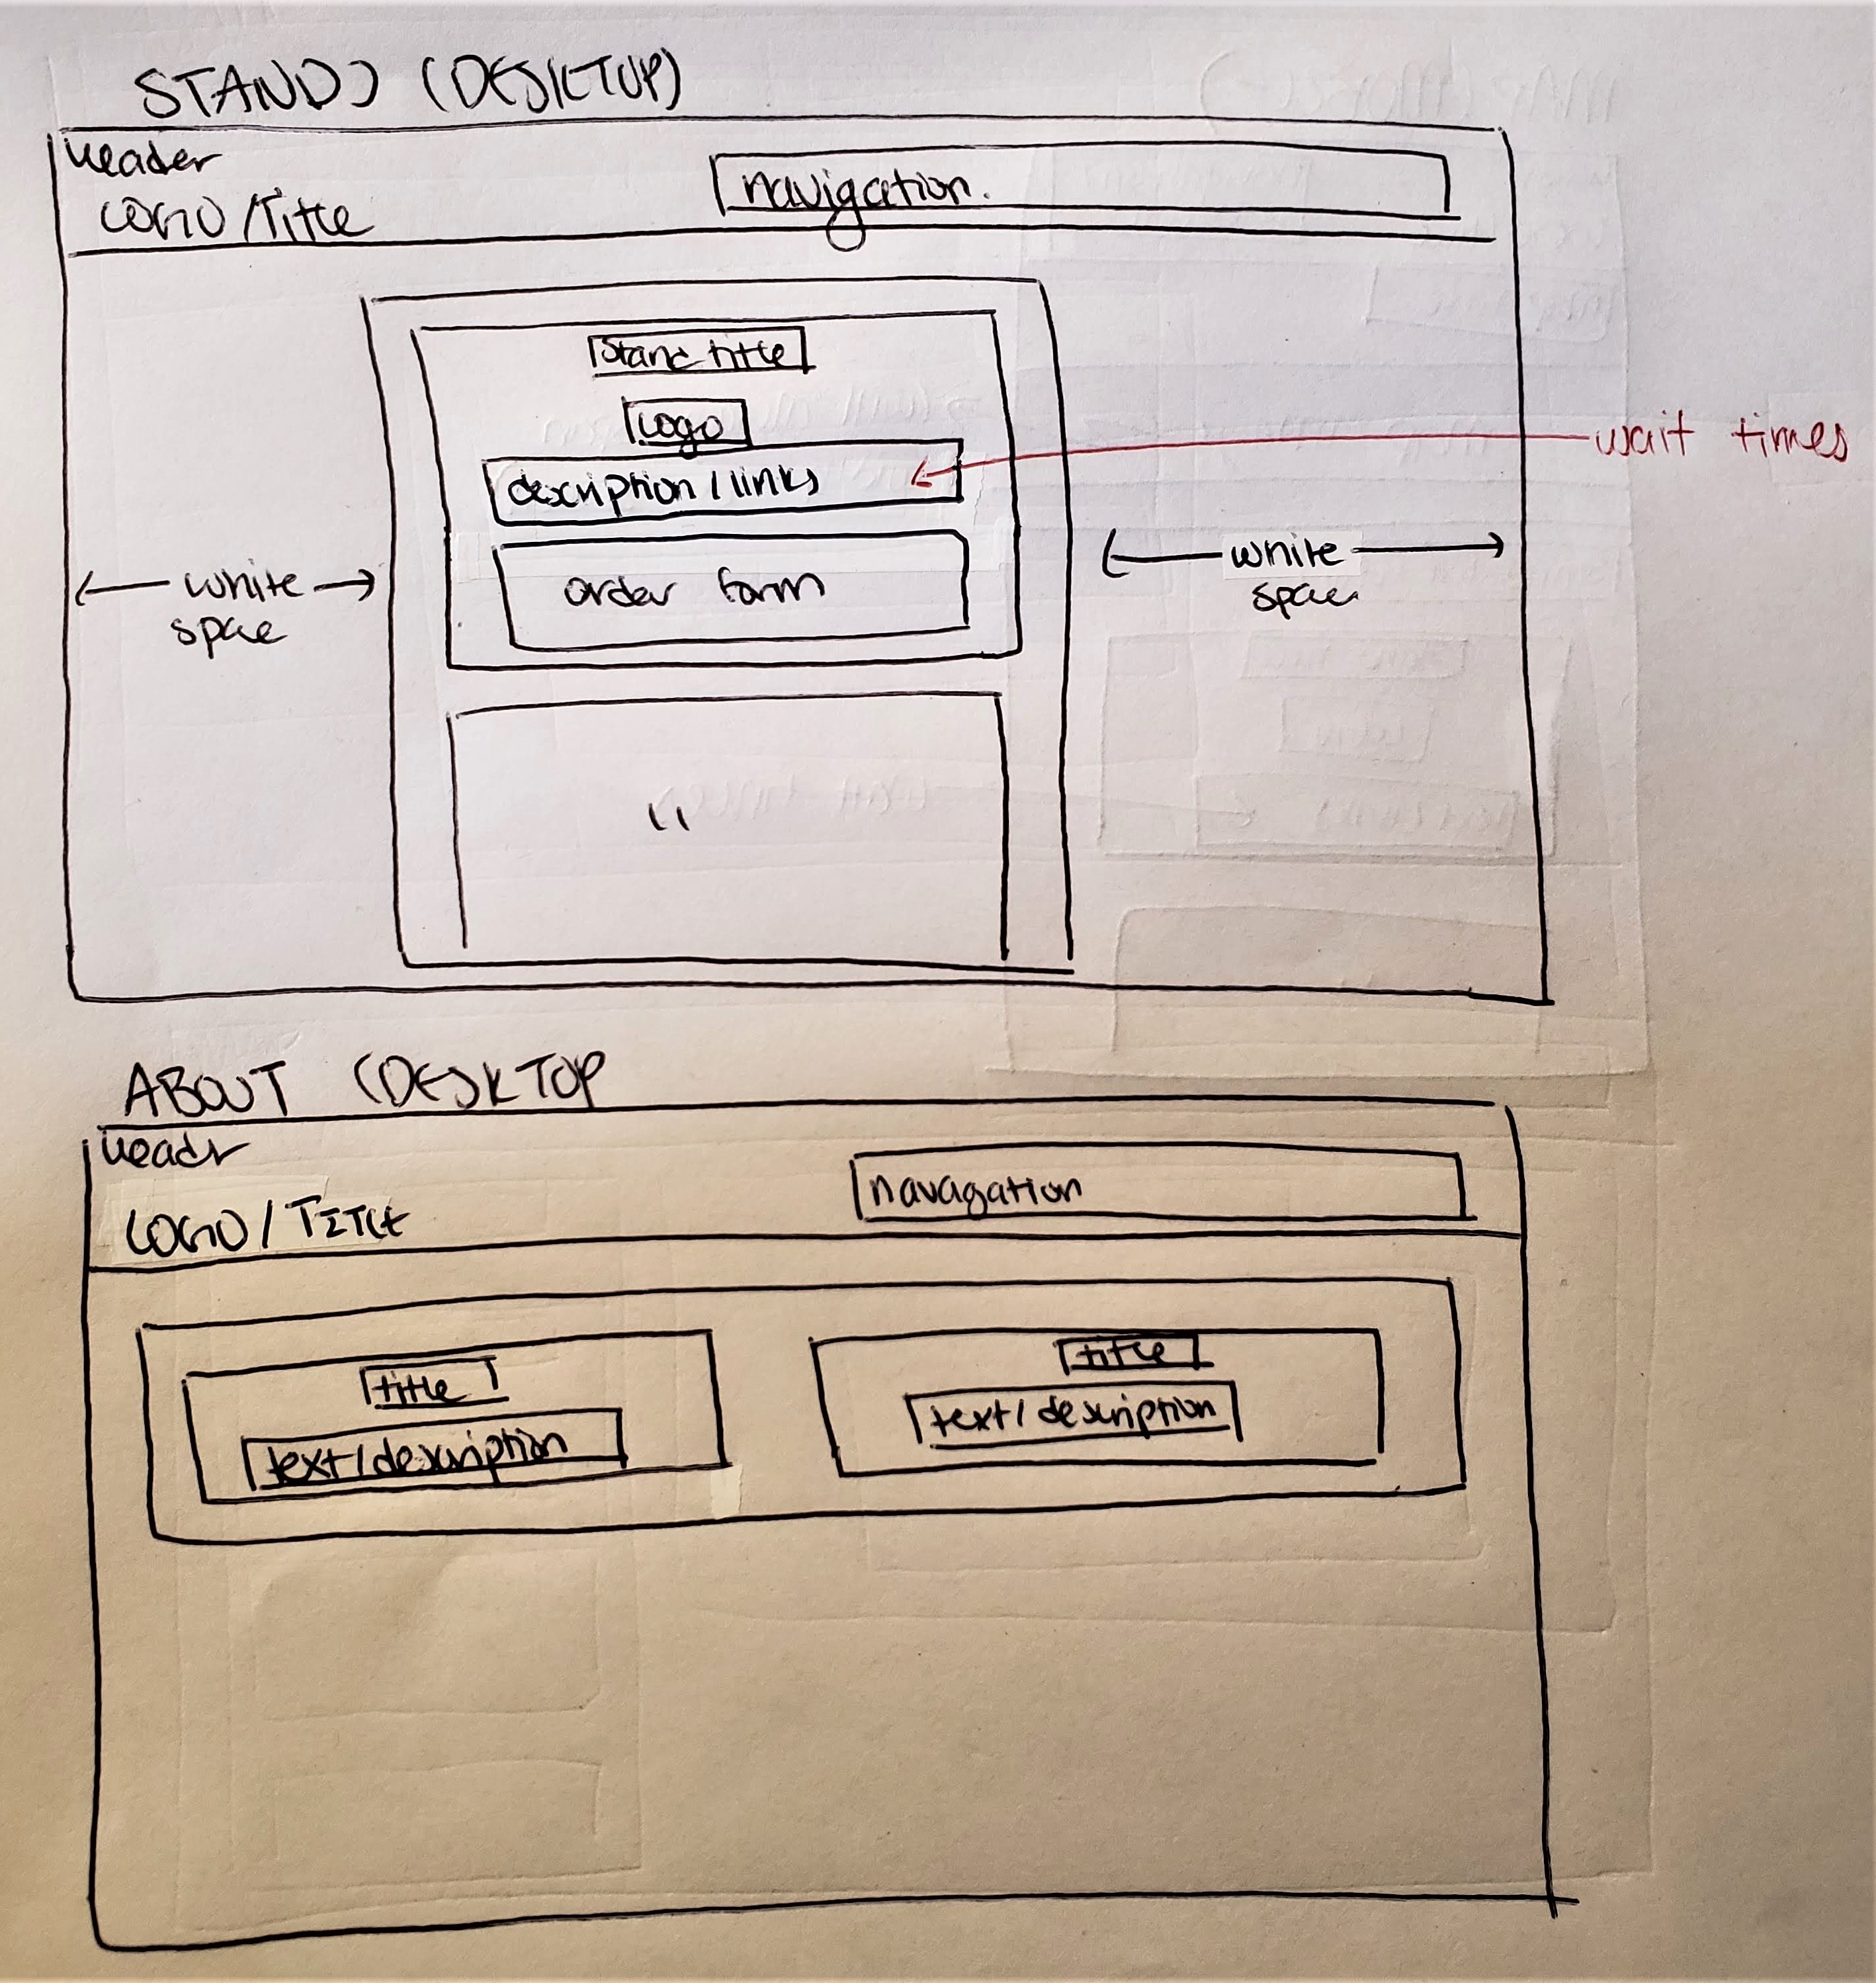 STANDS (DESKTOP)
header
LOGO/Title
navigation.
Stand title
Logo
description/links
wait times
order form
white
space
white
space
"
ABOUT (DESKTOP
Headr
LOGO/TITLE
navagation
title
text/description
title
text/description